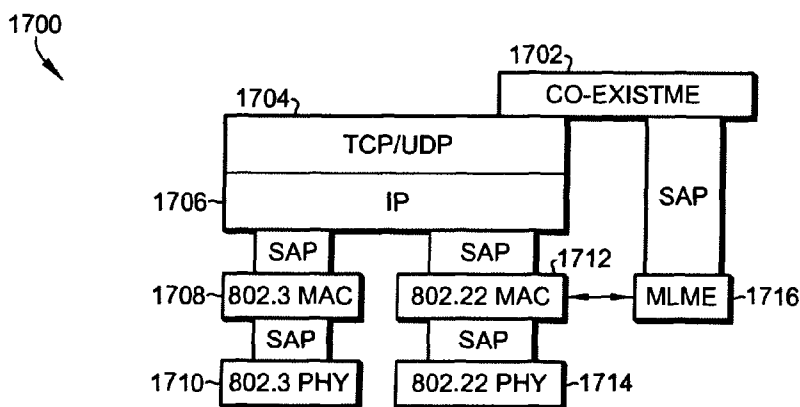 1700
1702
CO-EXISTME
1704
TCP/UDP
1706
IP
SAP
SAP
SAP
1712
1708
802.3 MAC
802.22 MAC
MLME
1716
SAP
SAP
1710
802.3 PHY
802.22 PHY
1714